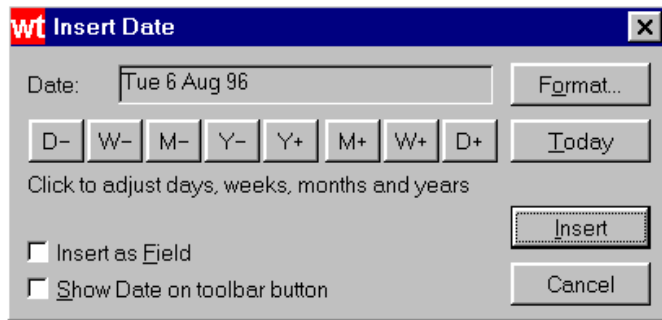 wt Insert Date
Date: Tue 6 Aug 96 Format...
D- W- M- Y- Y+ M+ W+ D+ Today
Click to adjust days, weeks, months and years
Insert
Insert as Field
Show Date on toolbar button Cancel